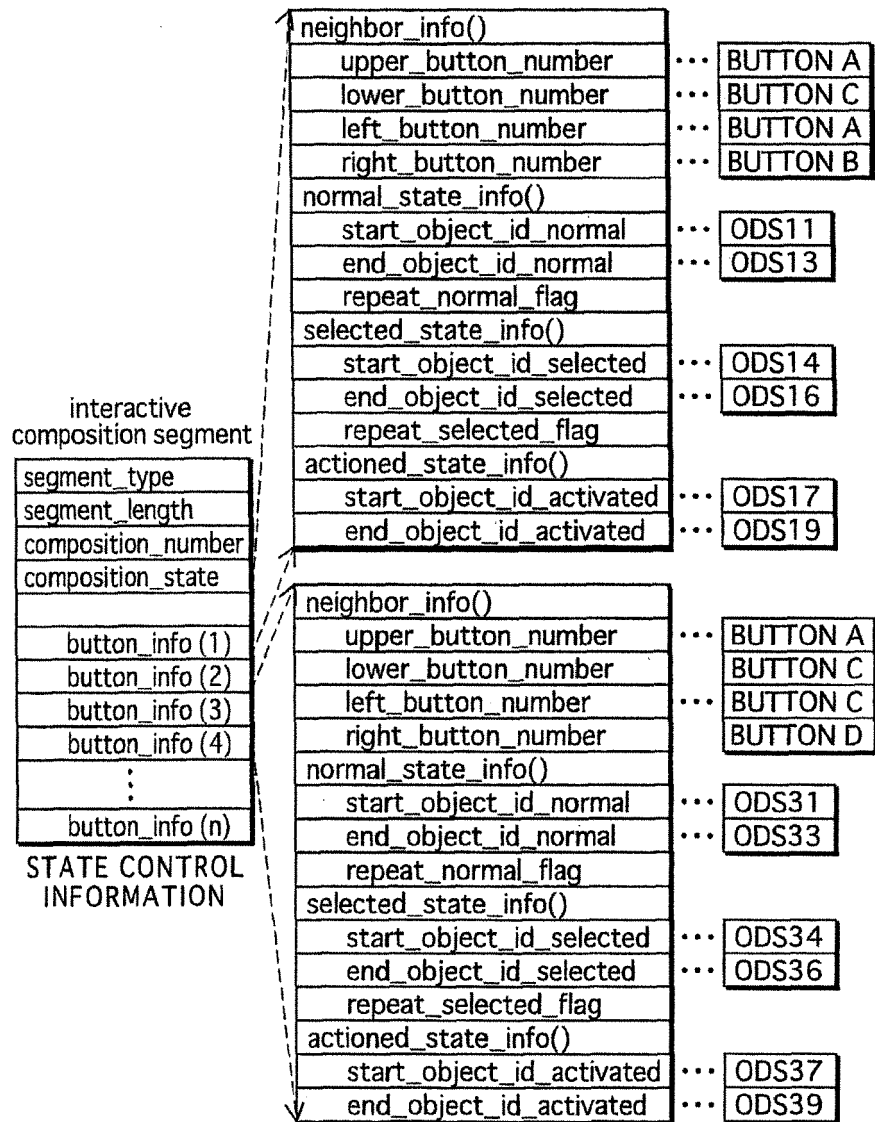 neighbor_info()
upper_button_number ... BUTTON A
lower_button_number ... BUTTON C
left_button_number ... BUTTON A
right_button_number ... BUTTON B
normal_state_info()
start_object_id_normal ... ODS11
end_object_id_normal ... ODS13
repeat_normal_flag
selected_state_info()
start_object_id_selected ... ODS14
end_object_id_selected ... ODS16
repeat_selected_flag
actioned_state_info()
start_object_id_activated ... ODS17
end_object_id_activated ... ODS19
interactive
composition segment
segment_type
segment_length
composition_number
composition_state
button_info (1)
button_info (2)
button_info (3)
button_info (4)
⋮
button_info (n)
STATE CONTROL
INFORMATION
neighbor_info()
upper_button_number ... BUTTON A
lower_button_number BUTTON C
left_button_number ... BUTTON C
right_button_number BUTTON D
normal_state_info()
start_object_id_normal ... ODS31
end_object_id_normal ... ODS33
repeat_normal_flag
selected_state_info()
start_object_id_selected ... ODS34
end_object_id_selected ... ODS36
repeat_selected_flag
actioned_state_info()
start_object_id_activated ... ODS37
end_object_id_activated ... ODS39